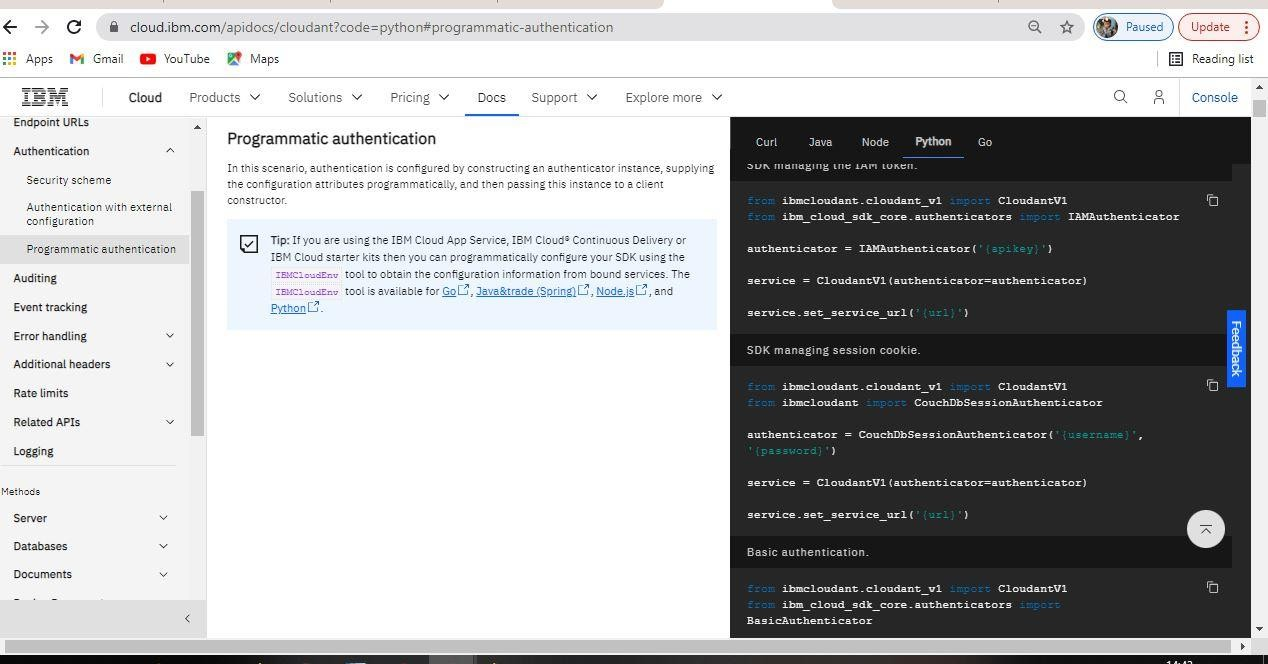 cloud.ibm.com/apidocs/cloudant?code=python#programmatic-authentication
Paused
Update
Apps
Gmail
YouTube
Maps
Reading list
IBM
Cloud
Products
Solutions
Pricing
Docs
Support
Explore more
Console
Endpoint URLs
Authentication
Security scheme
Authentication with external
configuration
Programmatic authentication
Auditing
Event tracking
Error handling
Additional headers
Rate limits
Related APIs
Logging
Methods
Server
Databases
Documents
Programmatic authentication
In this scenario, authentication is configured by constructing an authenticator instance, supplying
the configuration attributes programmatically, and then passing this instance to a client
constructor.
Tip: If you are using the IBM Cloud App Service, IBM Cloud® Continuous Delivery or
IBM Cloud starter kits then you can programmatically configure your SDK using the
IBMCloudEnv tool to obtain the configuration information from bound services. The
IBMCloudEnv tool is available for Go, Java&trade (Spring), Node.js, and
Python.
Curl
Java
Node
Python
Go
SDK managing the IAM token.
from ibmcloudant.cloudant_v1 import CloudantV1
from ibm_cloud_sdk_core.authenticators import IAMAuthenticator
authenticator = IAMAuthenticator('{apikey}')
service = CloudantV1(authenticator=authenticator)
service.set_service_url('{url}')
SDK managing session cookie.
from ibmcloudant.cloudant_v1 import CloudantV1
from ibmcloudant import CouchDbSessionAuthenticator
authenticator = CouchDbSessionAuthenticator('{username}',
'{password}')
service = CloudantV1(authenticator=authenticator)
service.set_service_url('{url}')
Basic authentication.
from ibmcloudant.cloudant_v1 import CloudantV1
from ibm_cloud_sdk_core.authenticators import
BasicAuthenticator
Feedback